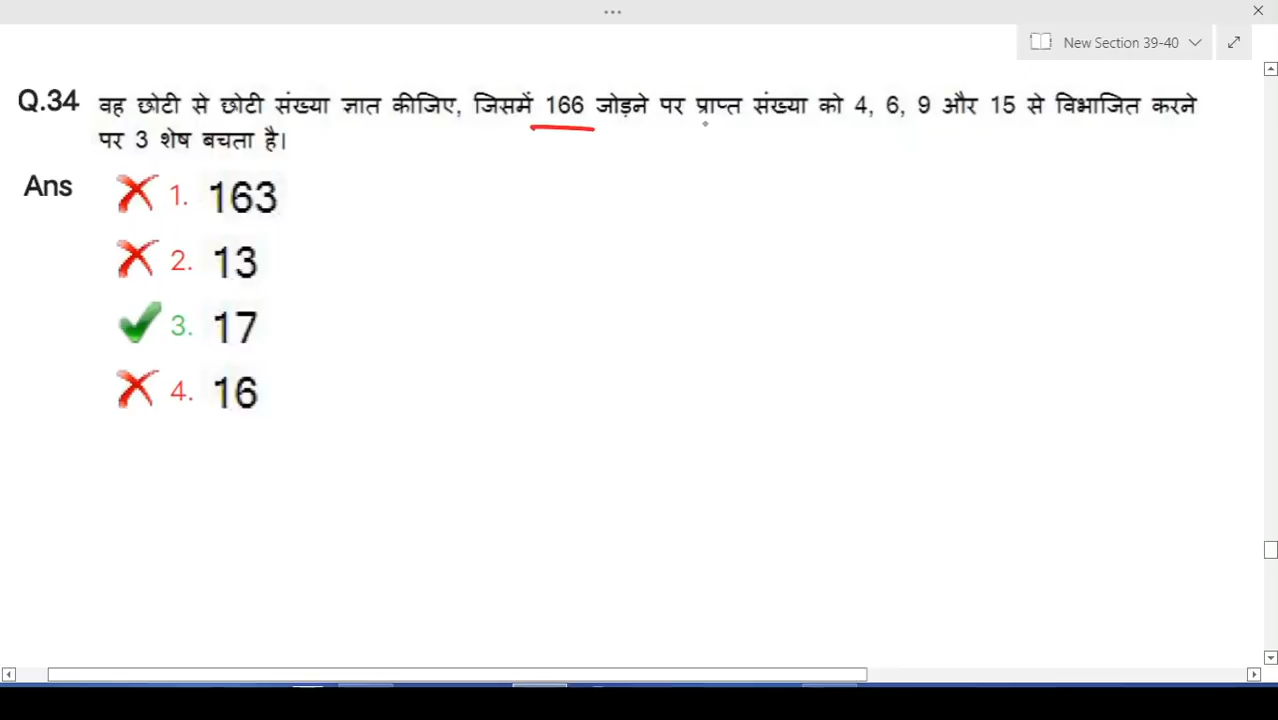 New Section 39-40
Q.34 वह छोटी से छोटी संख्या ज्ञात कीजिए, जिसमें 166 जोड़ने पर प्राप्त संख्या को 4, 6, 9 और 15 से विभाजित करने
पर 3 शेष बचता है।
Ans
1. 163
2. 13
3. 17
4. 16